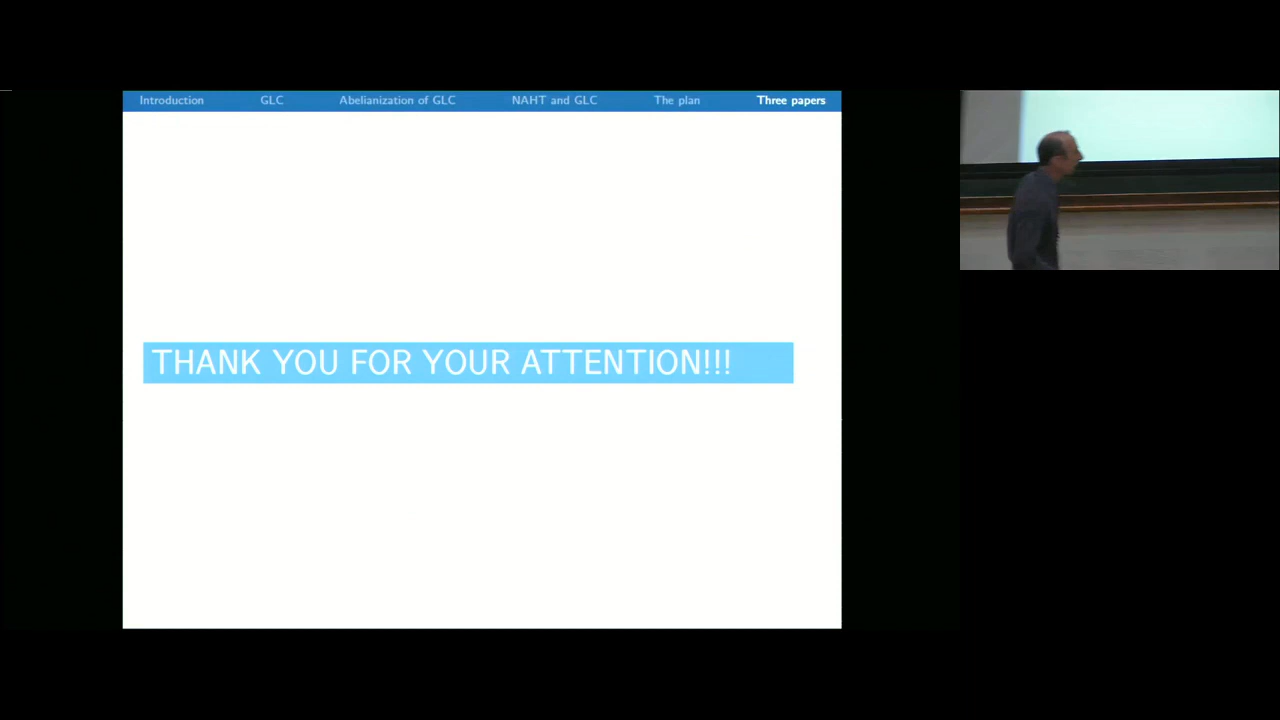 Introduction GLC Abelianization of GLC NAHT and GLC The plan Three papers
THANK YOU FOR YOUR ATTENTION!!!